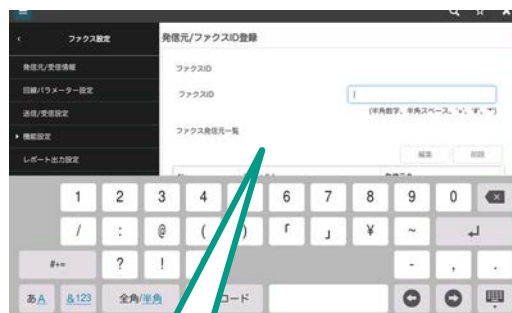 ファクス設定
発信元/ファクスID登録
発信元/受信情報
回線パラメーター設定
送信/受信設定
機能設定
レポート出力設定
ファクスID
ファクスID
(半角数字、半角スペース、'+'、'#'、'*')
ファクス発信元一覧
編集 削除
1 2 3 4 6 7 8 9 0
/ : @ ( ) 「 」 ¥ ~
#+= ? ! - , .
あA &123 全角/半角 コード